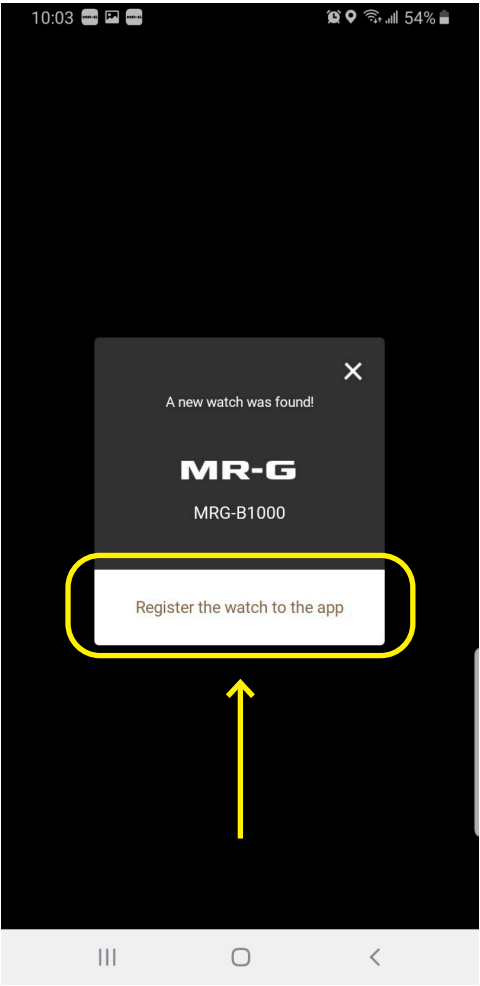 10:03
54%
A new watch was found!
MR-G
MRG-B1000
Register the watch to the app